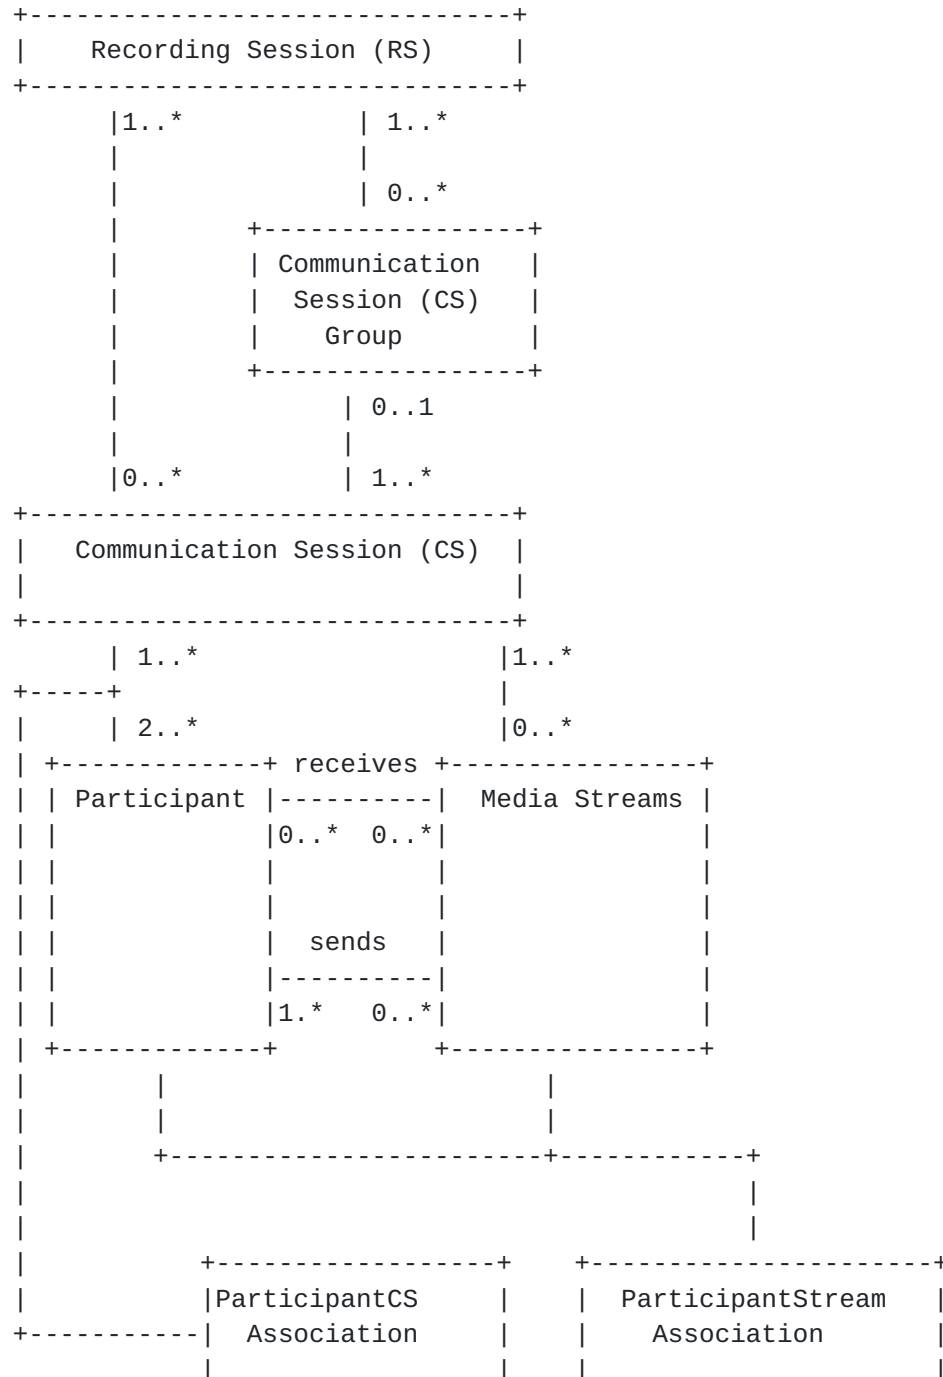 +-------------------------------+
|    Recording Session (RS)     |
+-------------------------------+
      |1..*           | 1..*
      |               |
      |               | 0..*
      |        +-----------------+
      |        | Communication   |
      |        |  Session (CS)   |
      |        |    Group        |
      |        +-----------------+
      |              | 0..1
      |              |
      |0..*          | 1..*
+-------------------------------+
|   Communication Session (CS)  |
|                               |
+-------------------------------+
      | 1..*                   |1..*
+-----+                        |
|     | 2..*                   |0..*
| +-------------+ receives +----------------+
| | Participant |----------|  Media Streams |
| |             |0..*  0..*|                |
| |             |          |                |
| |             |          |                |
| |             |  sends   |                |
| |             |----------|                |
| |             |1.*   0..*|                |
| +-------------+          +----------------+
|        |                        |
|        |                        |
|        +------------------------+------------+
|                                              |
|                                              |
|           +------------------+    +----------------------+
|           |ParticipantCS     |    |  ParticipantStream   |
+-----------|  Association     |    |    Association       |
            |                  |    |                      |